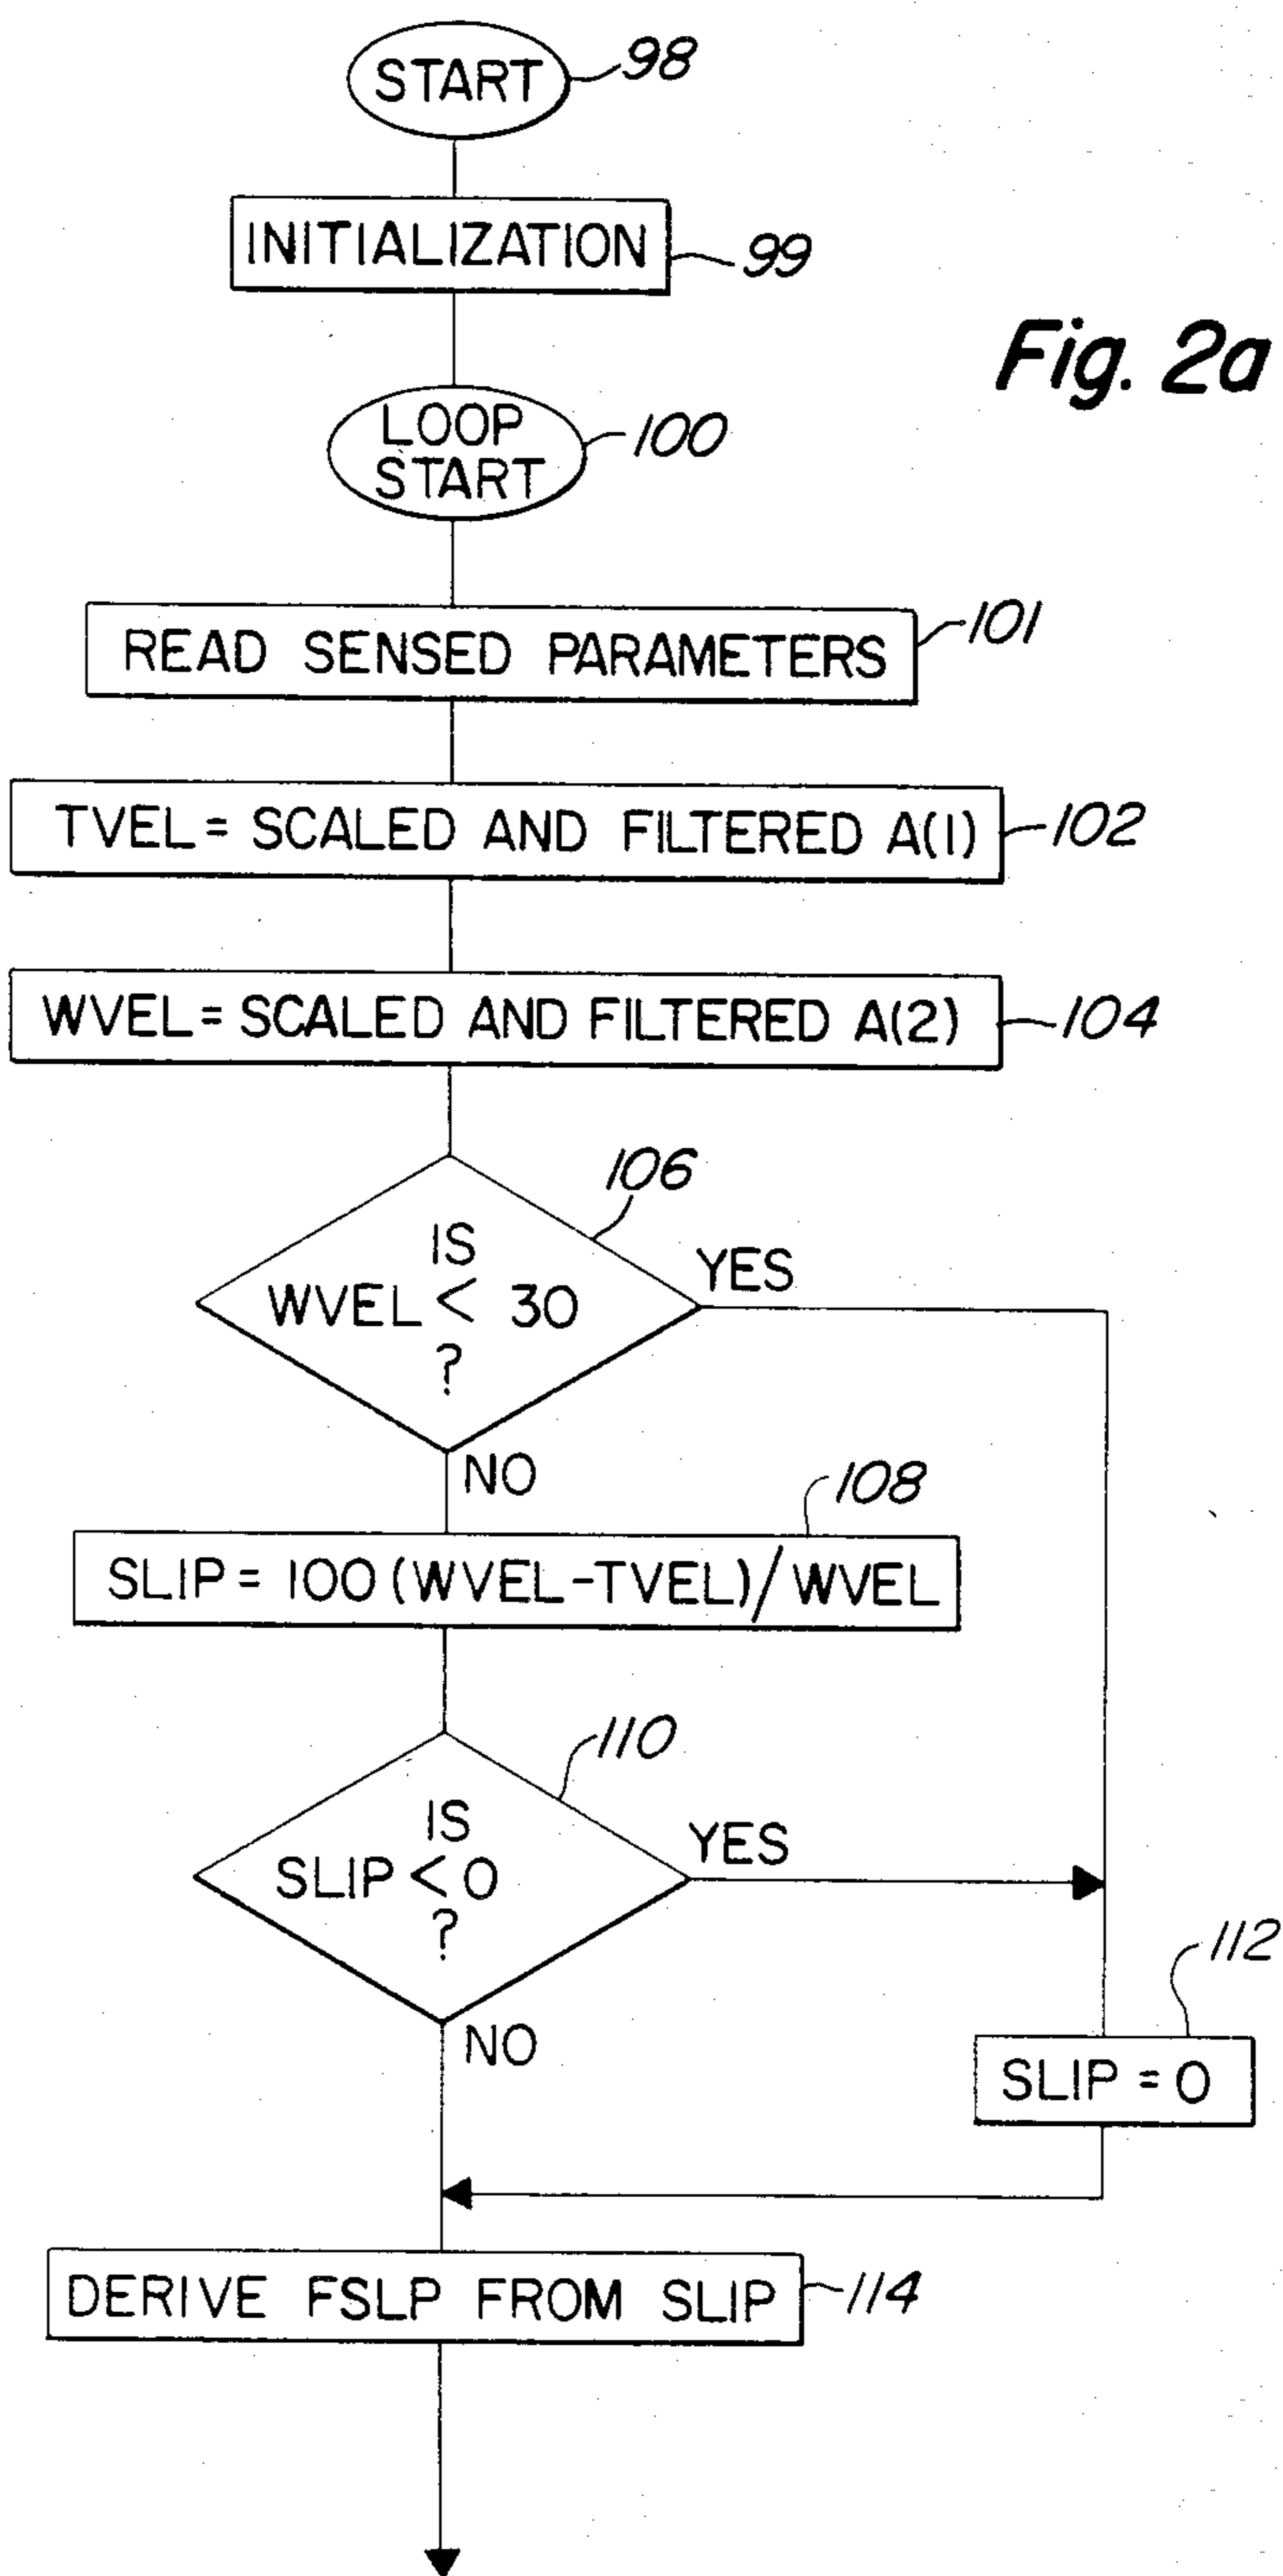 START
98
INITIALIZATION
99
Fig. 2a
LOOP
START
100
READ SENSED PARAMETERS
101
TVEL = SCALED AND FILTERED A(1)
102
WVEL = SCALED AND FILTERED A(2)
104
106
IS
WVEL < 30
?
YES
NO
108
SLIP = 100 (WVEL-TVEL)/WVEL
110
IS
SLIP < 0
?
YES
NO
112
SLIP = 0
DERIVE FSLP FROM SLIP
114